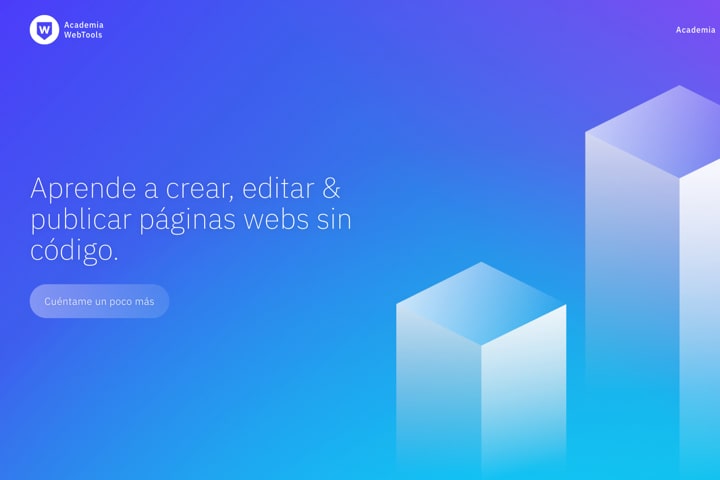 Academia
WebTools
Academia
Aprende a crear, editar &
publicar páginas webs sin
código.
Cuéntame un poco más